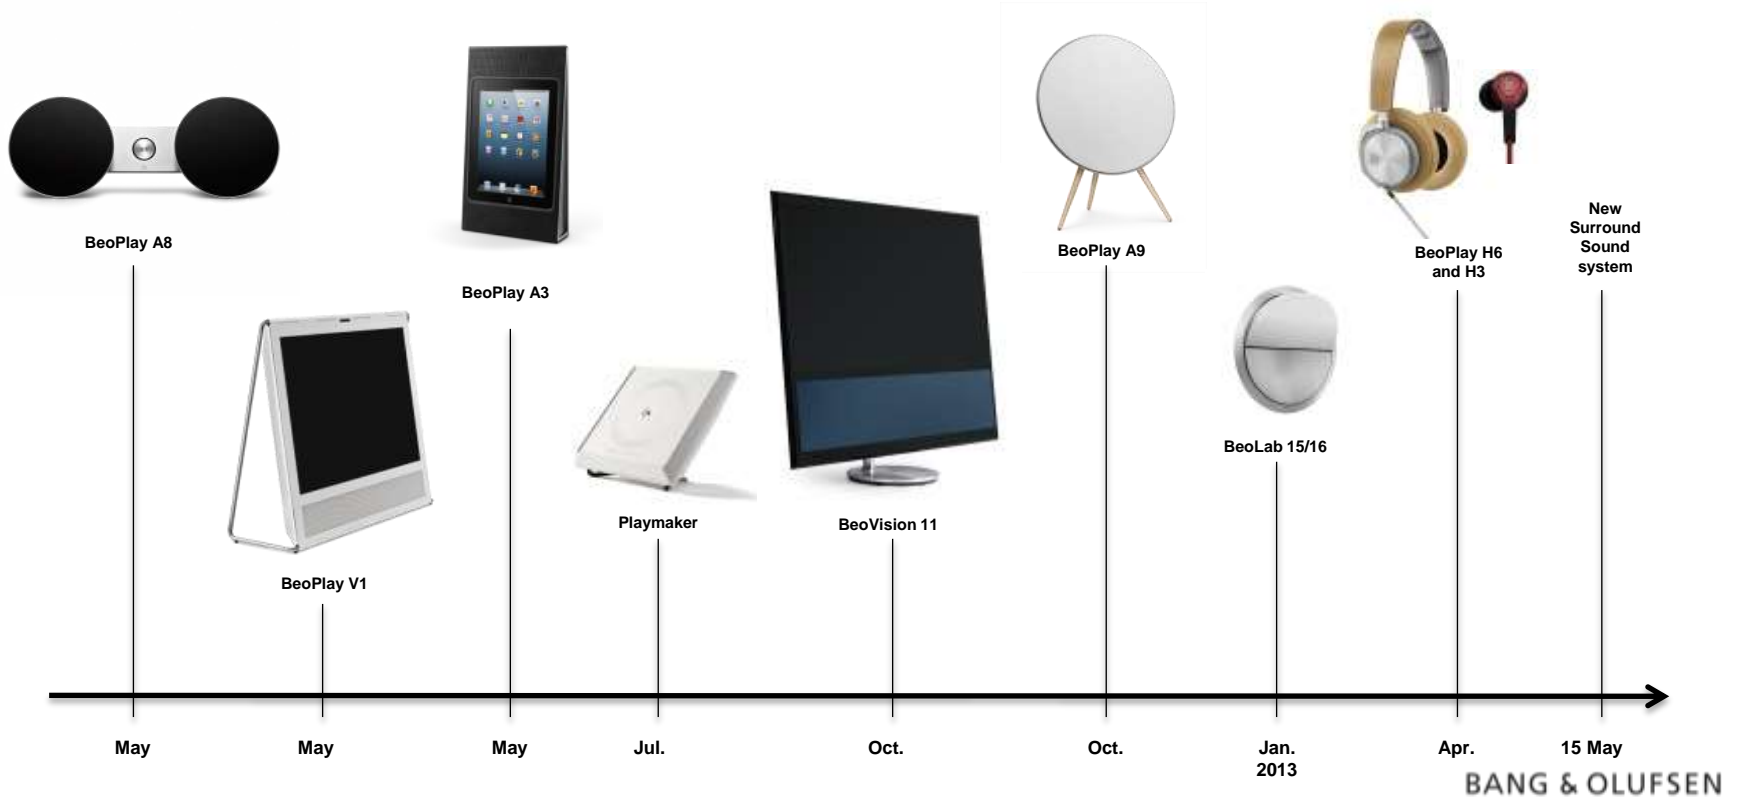 BeoPlay A8
BeoPlay V1
BeoPlay A3
Playmaker
BeoVision 11
BeoPlay A9
BeoLab 15/16
BeoPlay H6
and H3
New
Surround
Sound
system
May
May
May
Jul.
Oct.
Oct.
Jan.
2013
Apr.
15 May
BANG & OLUFSEN